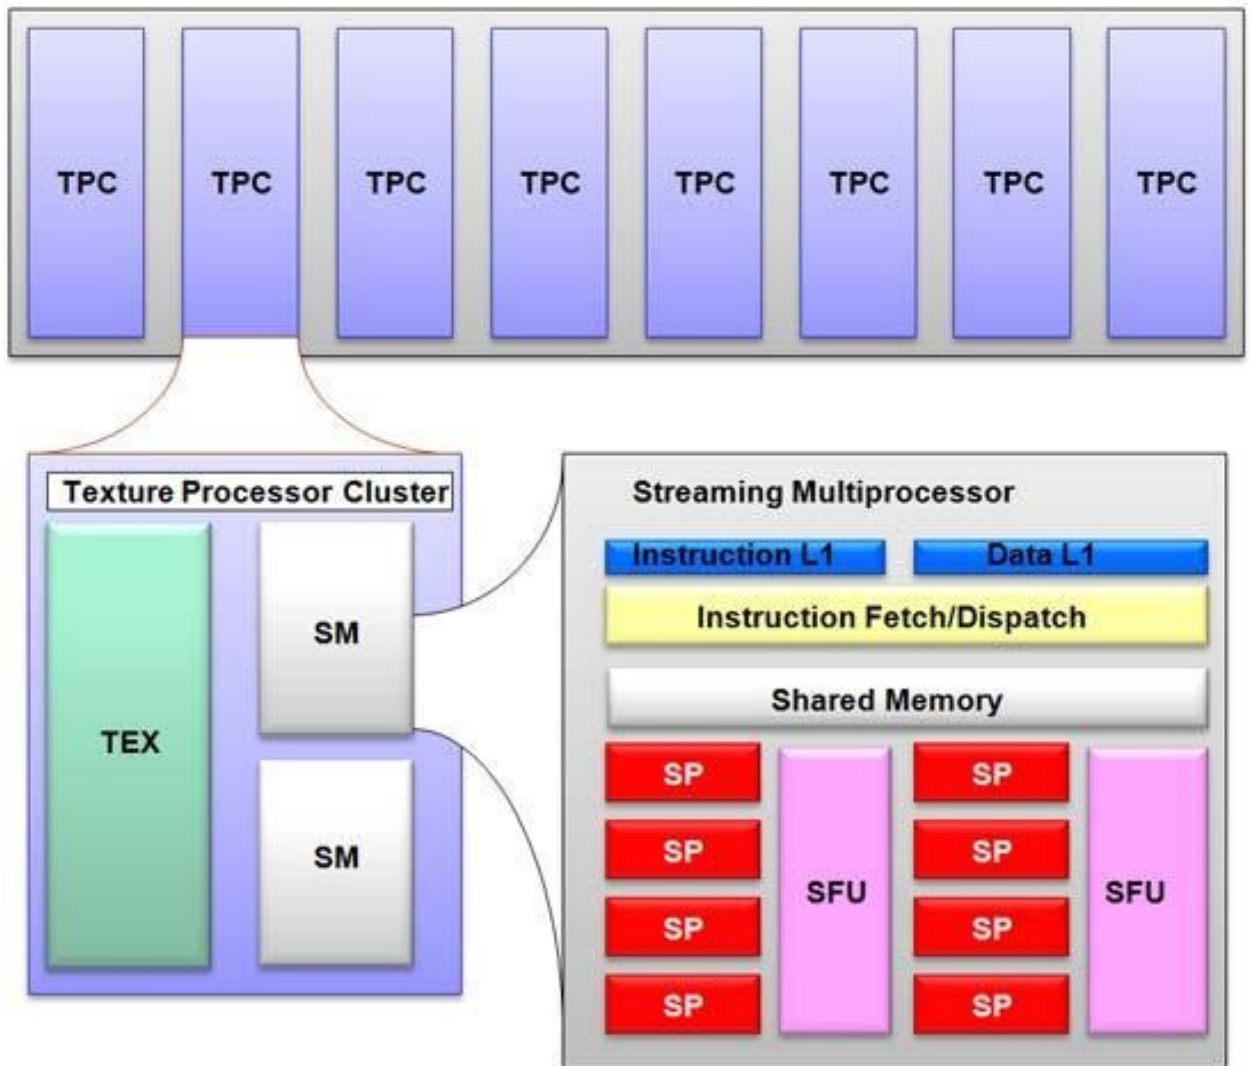 TPC TPC TPC TPC TPC TPC TPC TPC
Texture Processor Cluster
TEX
SM
SM
Streaming Multiprocessor
Instruction L1 Data L1
Instruction Fetch/Dispatch
Shared Memory
SP SP
SP SP
SFU SFU
SP SP
SP SP